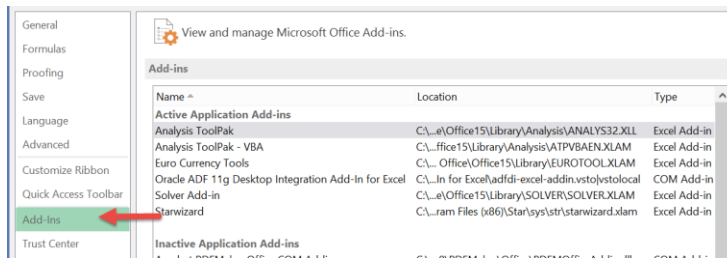 General
Formulas
Proofing
Save
Language
Advanced
Customize Ribbon
Quick Access Toolbar
Add-Ins
Trust Center
View and manage Microsoft Office Add-ins.
Add-ins
Name Location Type
Active Application Add-ins
Analysis ToolPak C:\...e\Office15\Library\Analysis\ANALYS32.XLL Excel Add-in
Analysis ToolPak - VBA C:\...ffice15\Library\Analysis\ATPVBAEN.XLAM Excel Add-in
Euro Currency Tools C:\... Office\Office15\Library\EUROTOOL.XLAM Excel Add-in
Oracle ADF 11g Desktop Integration Add-In for Excel C:\...In for Excel\adfdi-excel-addin.vsto|vstolocal COM Add-in
Solver Add-in C:\...e\Office15\Library\SOLVER\SOLVER.XLAM Excel Add-in
Starwizard C:\...ram Files (x86)\Star\sys\str\starwizard.xlam Excel Add-in
Inactive Application Add-ins